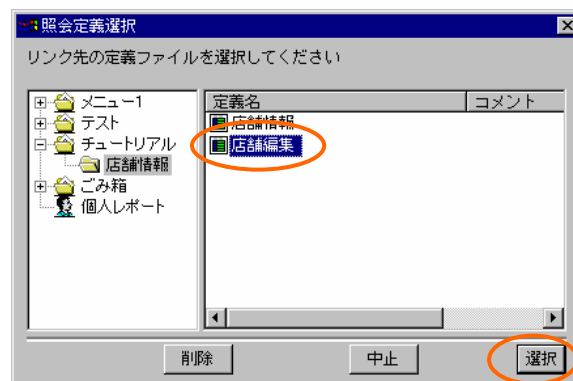 照会定義選択
リンク先の定義ファイルを選択してください
メニュー1
テスト
チュートリアル
店舗情報
ごみ箱
個人レポート
定義名 コメント
店舗情報
店舗編集
削除 中止 選択